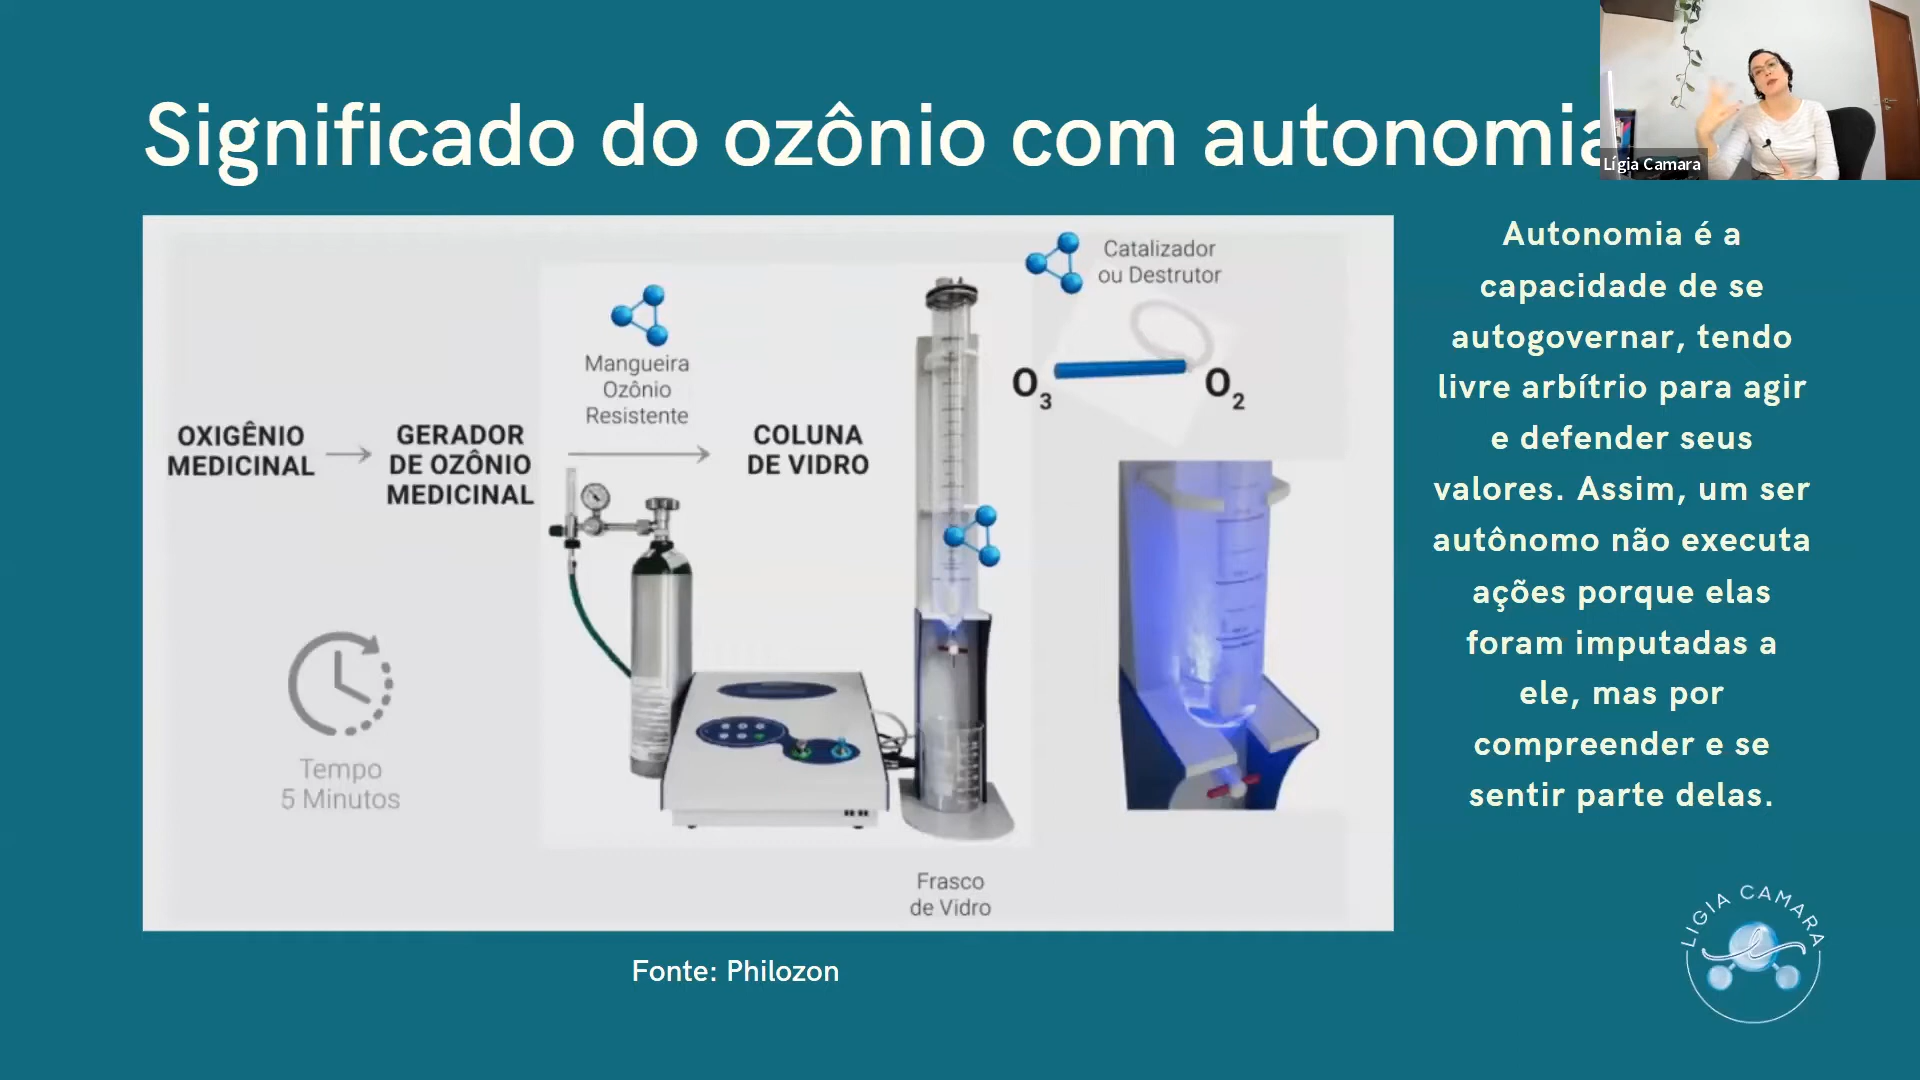 Significado do ozônio com autonomia
Lígia Camara
OXIGÊNIO
MEDICINAL
GERADOR
DE OZÔNIO
MEDICINAL
Mangueira
Ozônio
Resistente
COLUNA
DE VIDRO
Catalizador
ou Destrutor
O3
O2
Tempo
5 Minutos
Frasco
de Vidro
Fonte: Philozon
Autonomia é a
capacidade de se
autogovernar, tendo
livre arbítrio para agir
e defender seus
valores. Assim, um ser
autônomo não executa
ações porque elas
foram imputadas a
ele, mas por
compreender e se
sentir parte delas.
LIGIA CAMARA